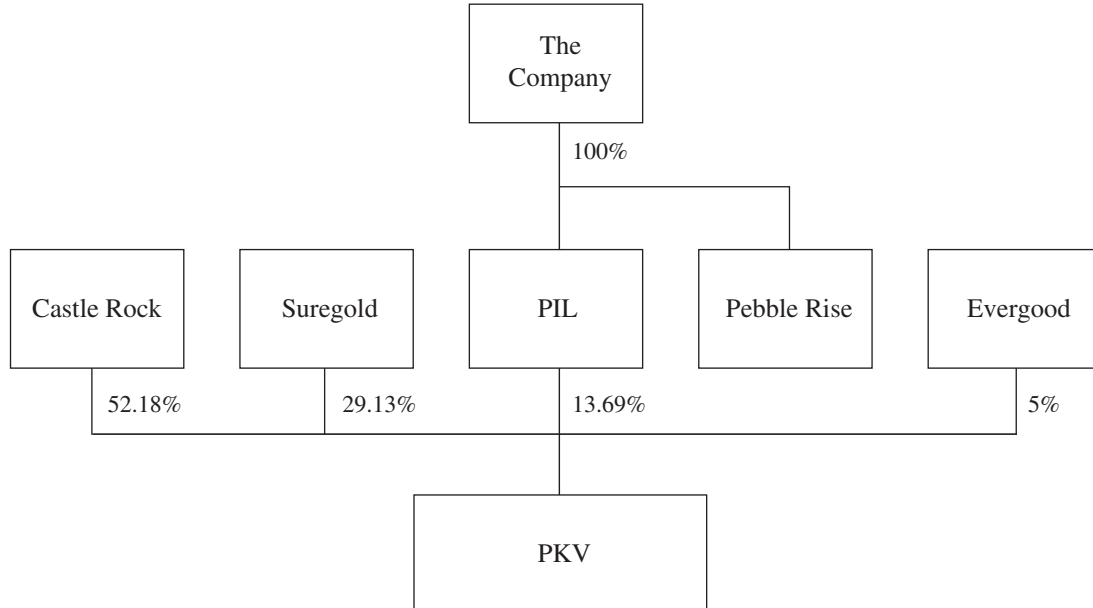 The
Company
100%
Castle Rock
Suregold
PIL
Pebble Rise
Evergood
52.18%
29.13%
13.69%
5%
PKV